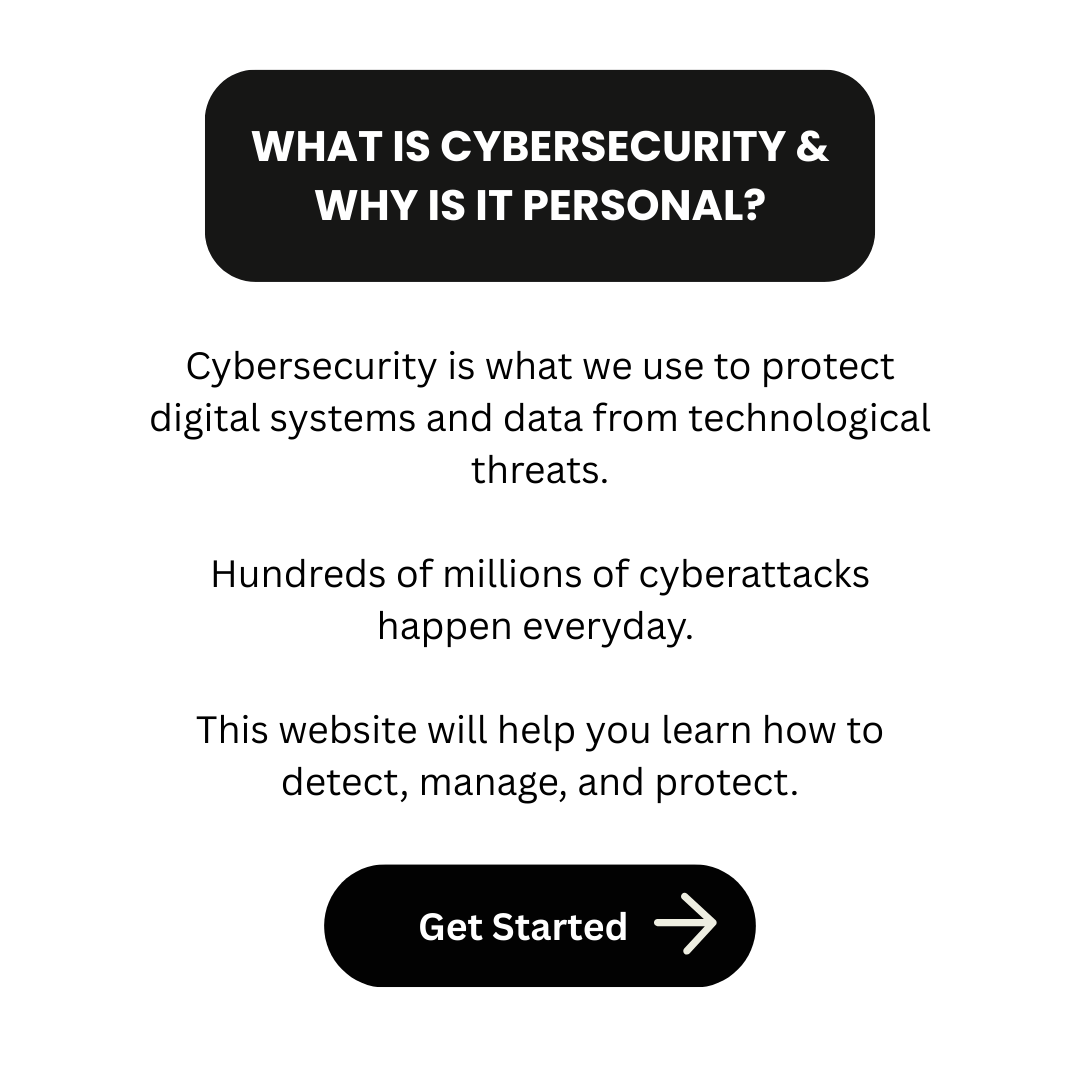 WHAT IS CYBERSECURITY &
WHY IS IT PERSONAL?
Cybersecurity is what we use to protect
digital systems and data from technological
threats.
Hundreds of millions of cyberattacks
happen everyday.
This website will help you learn how to
detect, manage, and protect.
Get Started